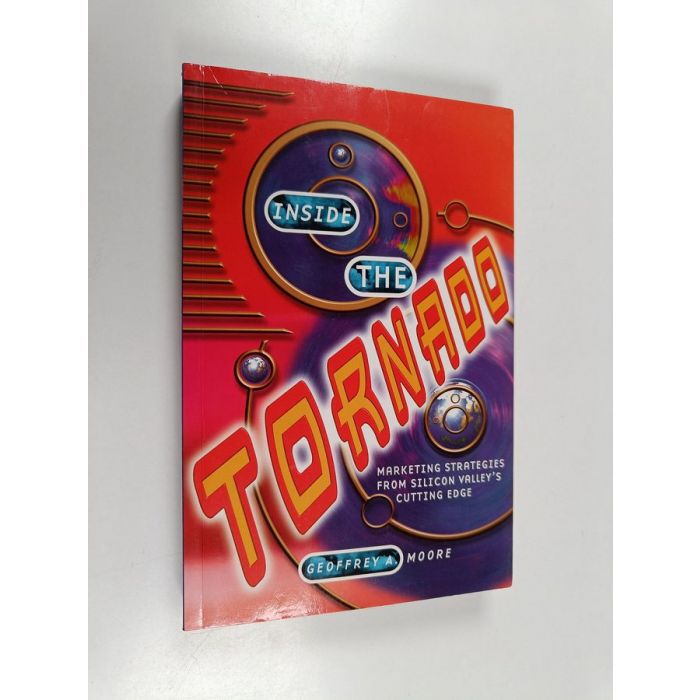 INSIDE
THE
TORNADO
MARKETING STRATEGIES
FROM SILICON VALLEY'S
CUTTING EDGE
GEOFFREY A. MOORE